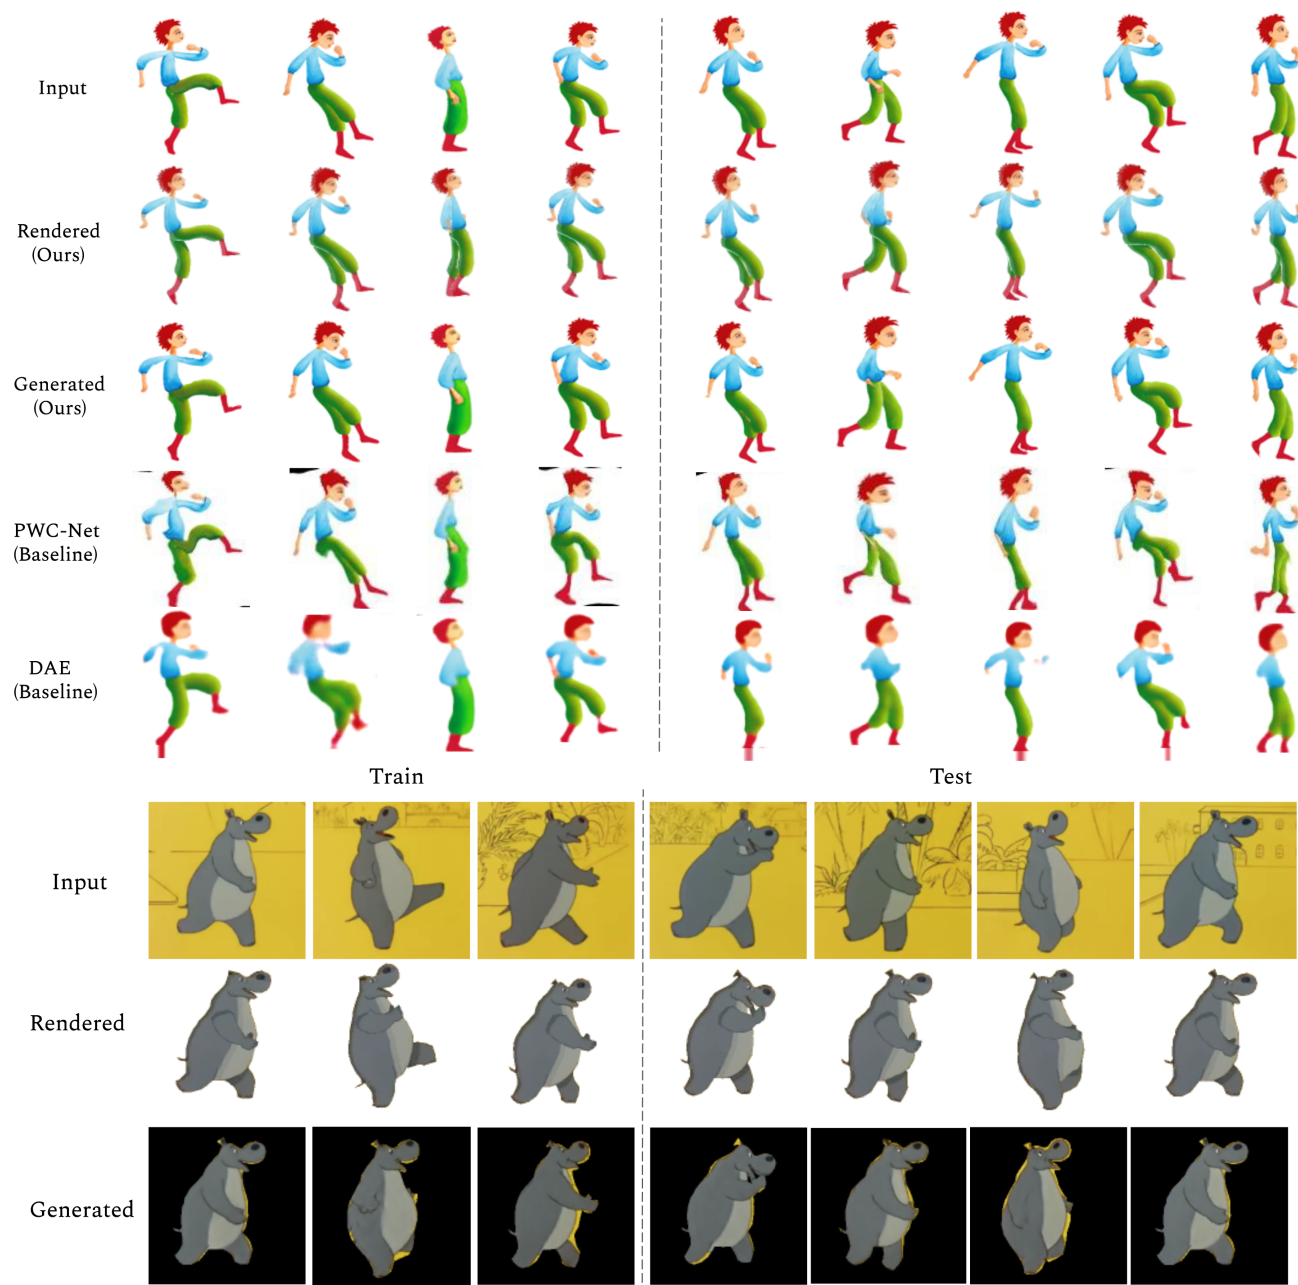 Input
Rendered
(Ours)
Generated
(Ours)
PWC-Net
(Baseline)
DAE
(Baseline)
Train
Test
Input
Rendered
Generated